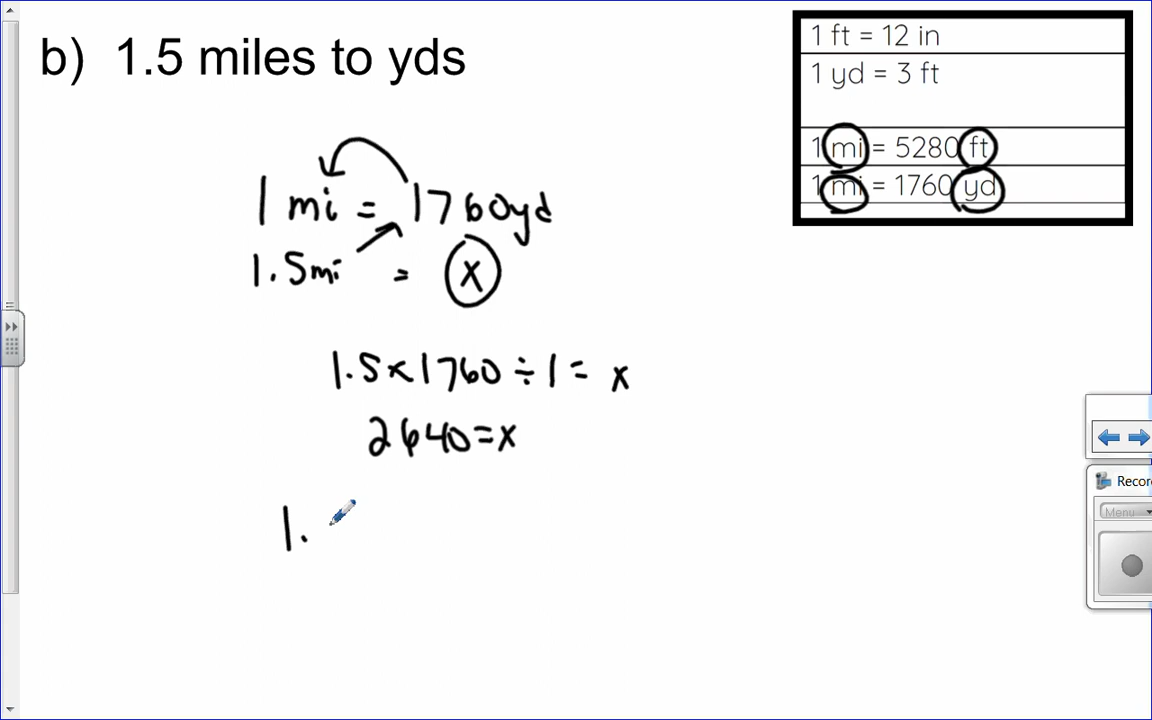 b) 1.5 miles to yds
1 ft = 12 in
1 yd = 3 ft
1 mi = 5280 ft
1 mi = 1760 yd
1 mi = 1760yd
1.5mi = x
1.5×1760÷1= x
2640=x
1.
Recor
Menu